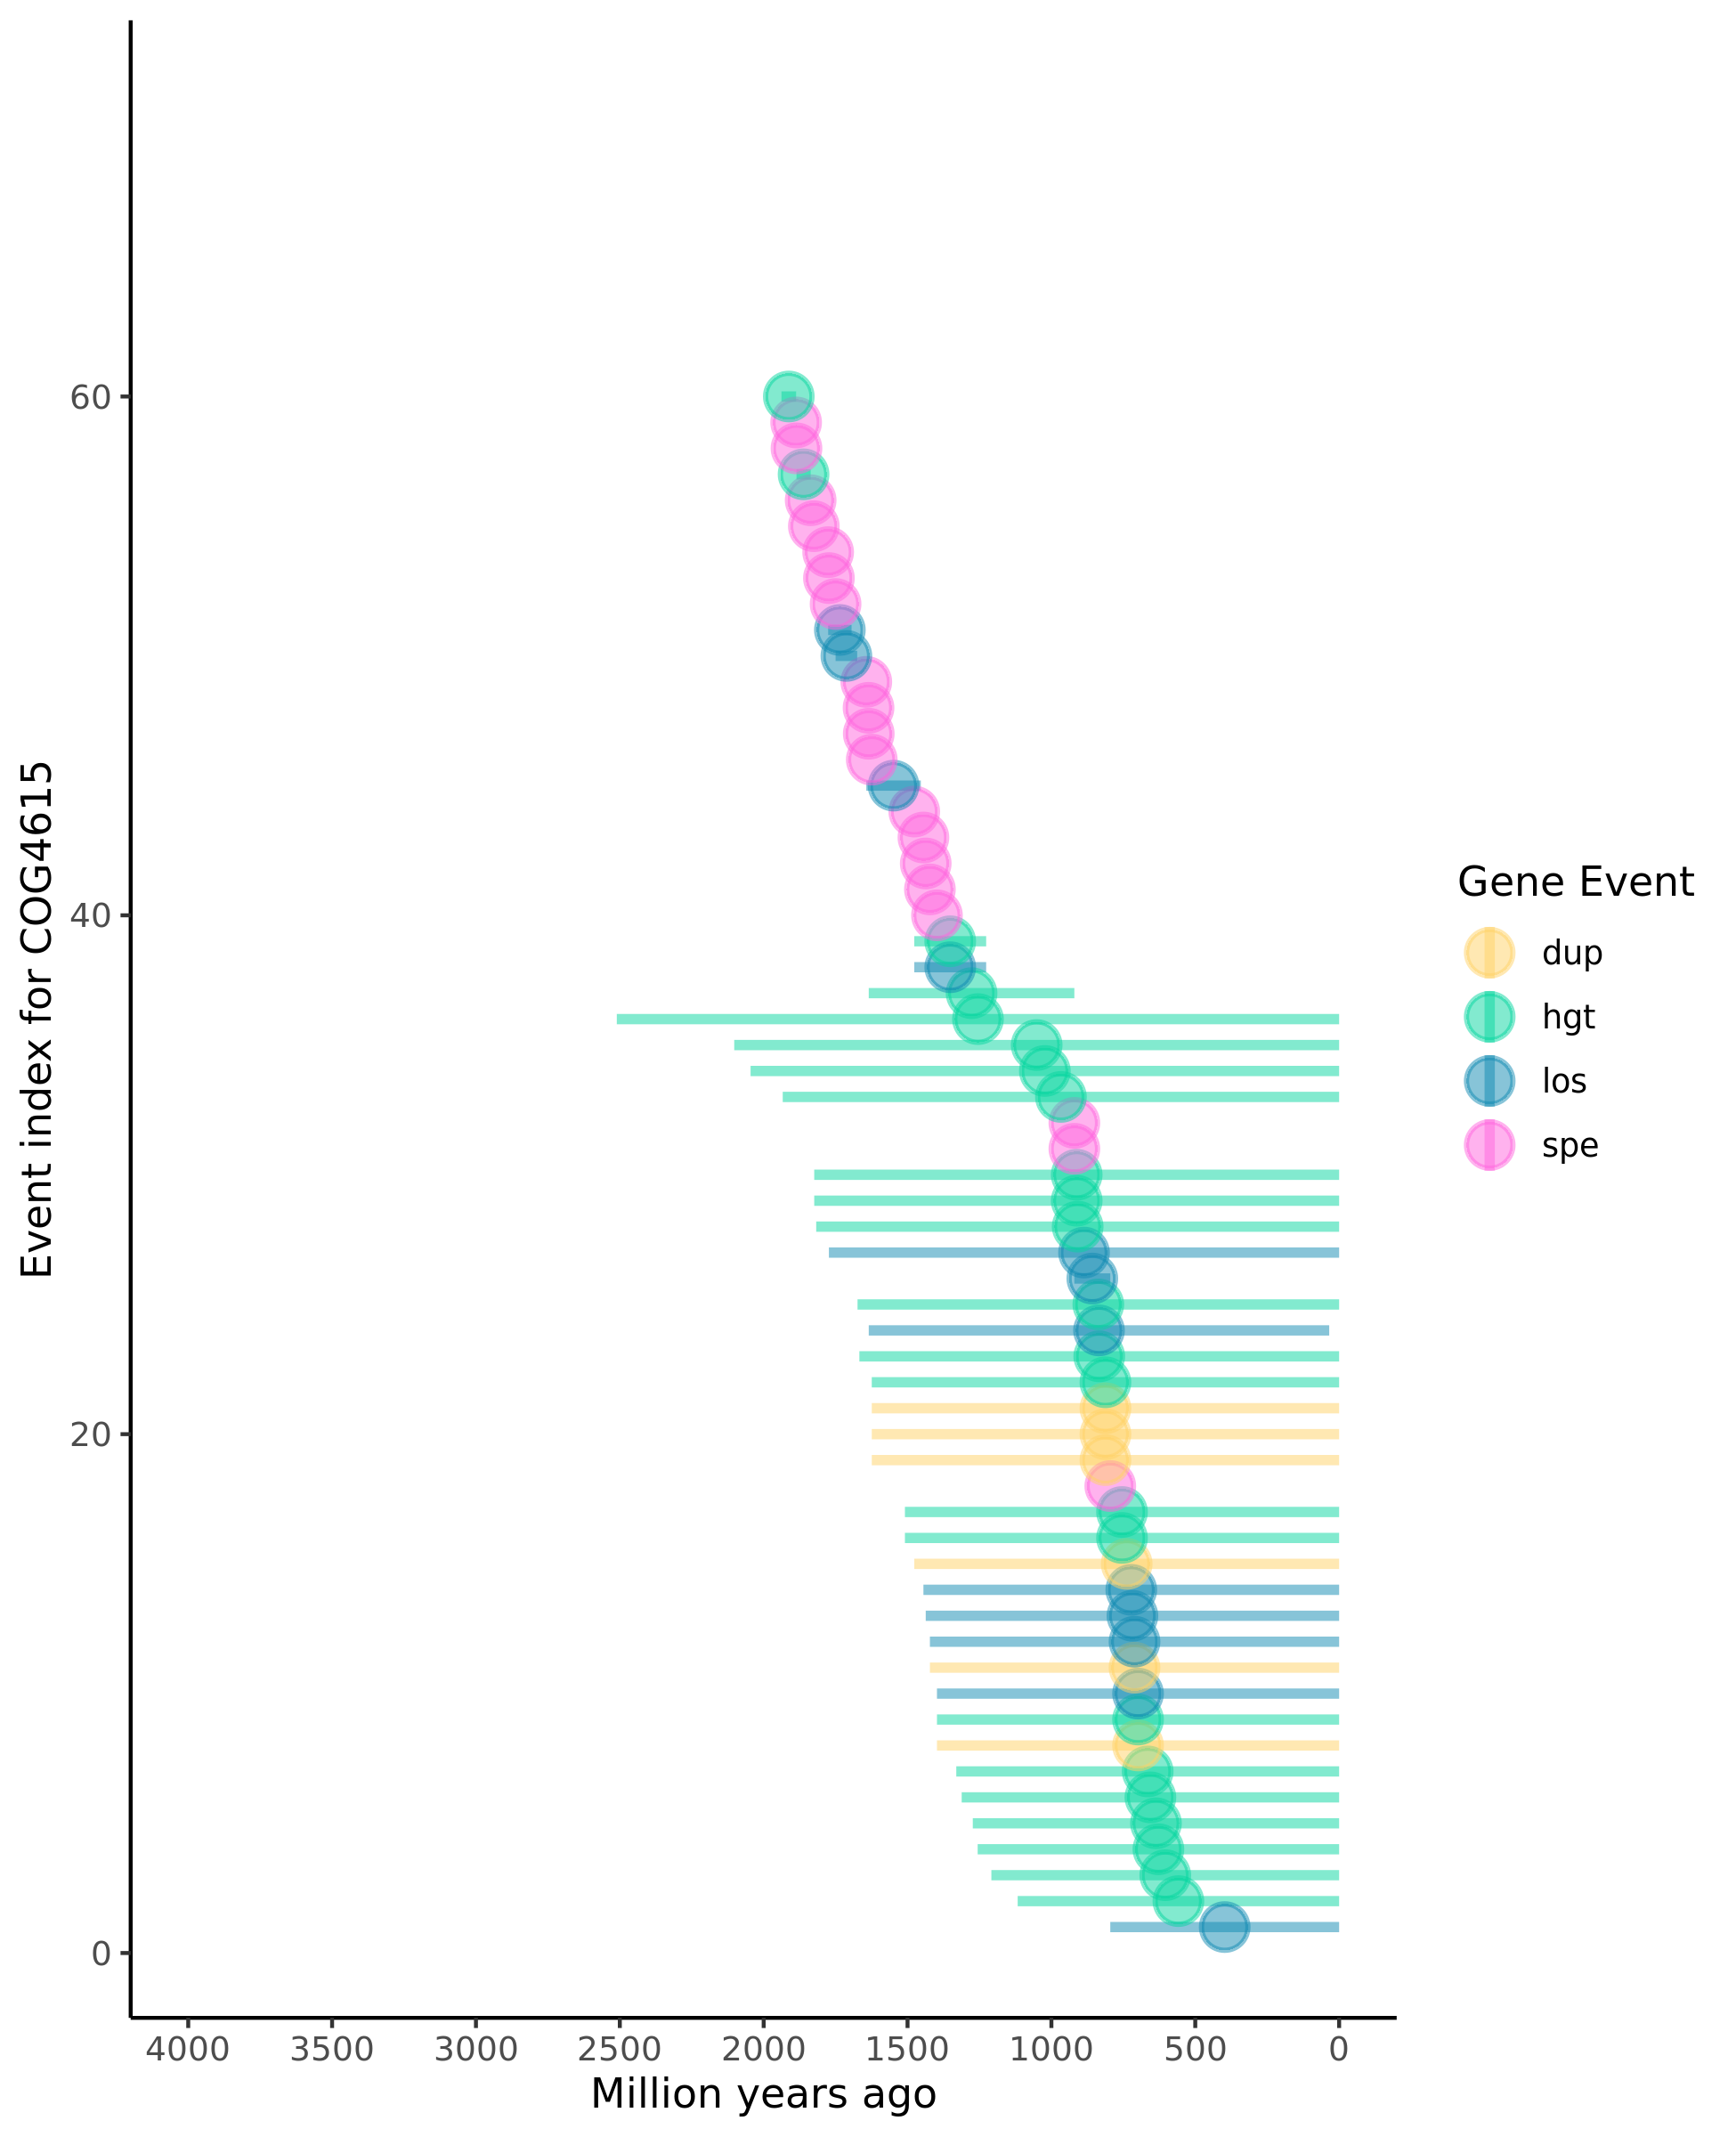 Event index for COG4615
60
40
20
0
4000 3500 3000 2500 2000 1500 1000 500 0
Million years ago
Gene Event
dup
hgt
los
spe